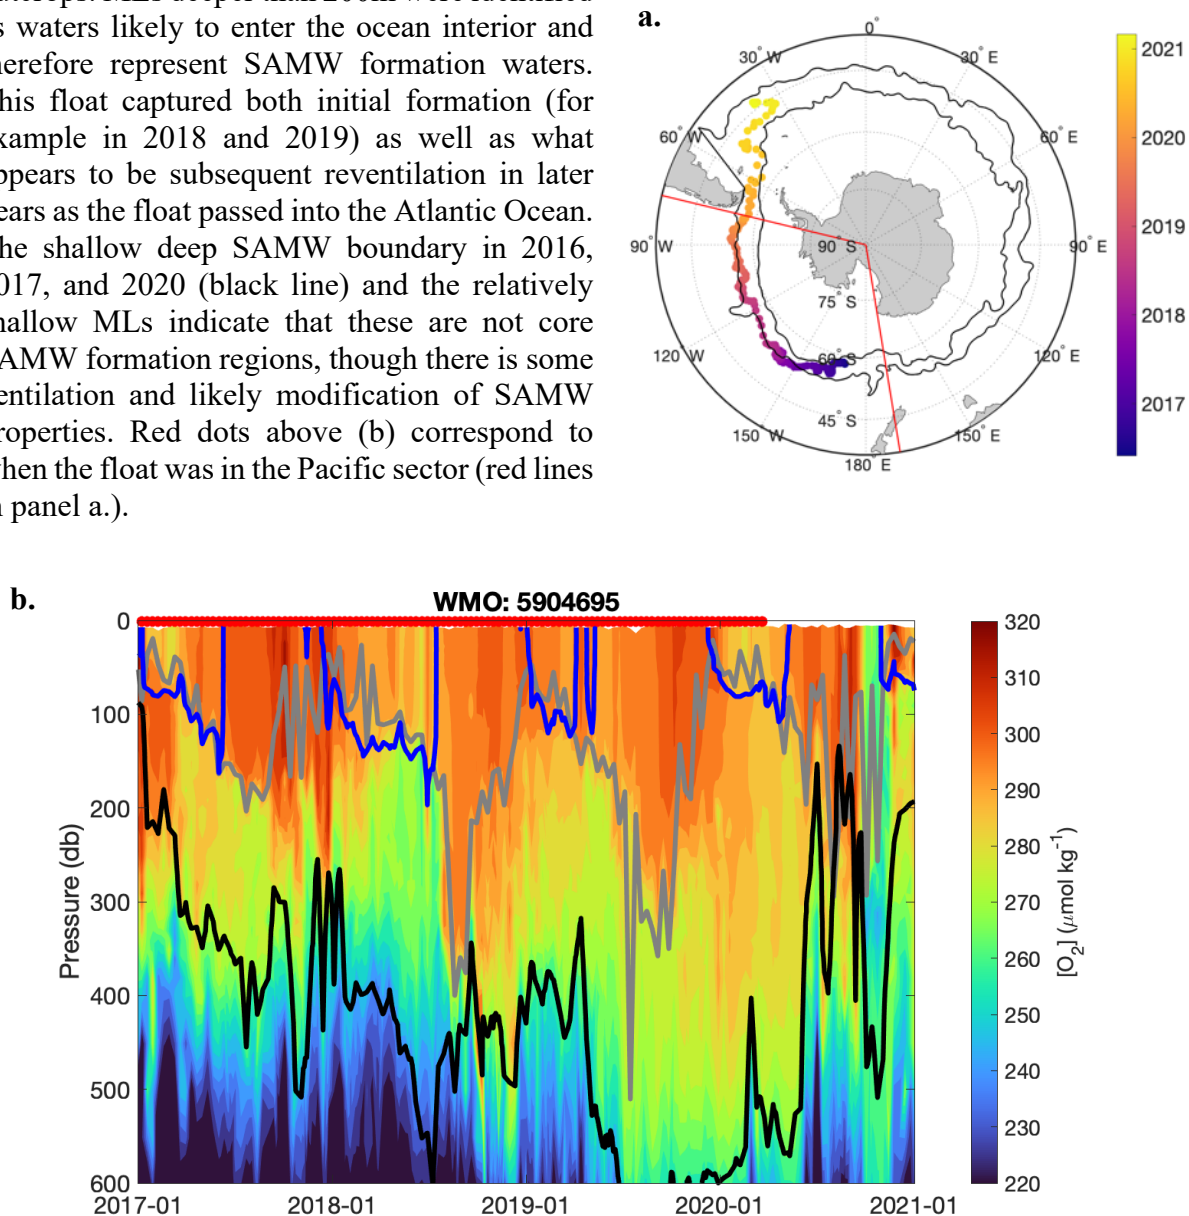 s waters likely to enter the ocean interior and
herefore represent SAMW formation waters.
his float captured both initial formation (for
xample in 2018 and 2019) as well as what
ppears to be subsequent reventilation in later
ears as the float passed into the Atlantic Ocean.
he shallow deep SAMW boundary in 2016,
017, and 2020 (black line) and the relatively
hallow MLs indicate that these are not core
AMW formation regions, though there is some
entilation and likely modification of SAMW
roperties. Red dots above (b) correspond to
hen the float was in the Pacific sector (red lines
n panel a.).
a.
0°
30° W
30° E
60° W
60° E
90° W
90° S
90° E
75° S
120° W
60° S
120° E
45° S
150° W
150° E
180° E
2021
2020
2019
2018
2017
b.
WMO: 5904695
Pressure (db)
0
100
200
300
400
500
600
2017-01
2018-01
2019-01
2020-01
2021-01
320
310
300
290
280
270
260
250
240
230
220
[O₂] (μmol kg⁻¹)